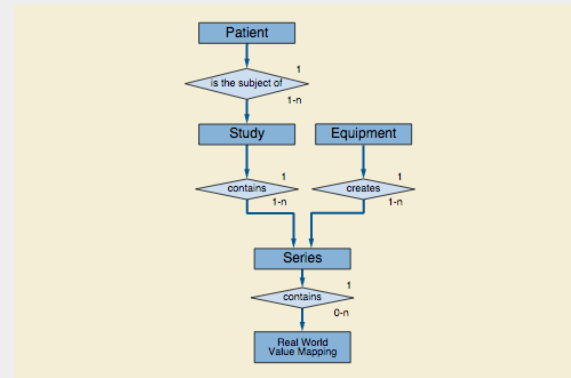 Patient
1
is the subject of
1-n
Study
Equipment
1
1
contains
creates
1-n
1-n
Series
1
contains
0-n
Real World
Value Mapping